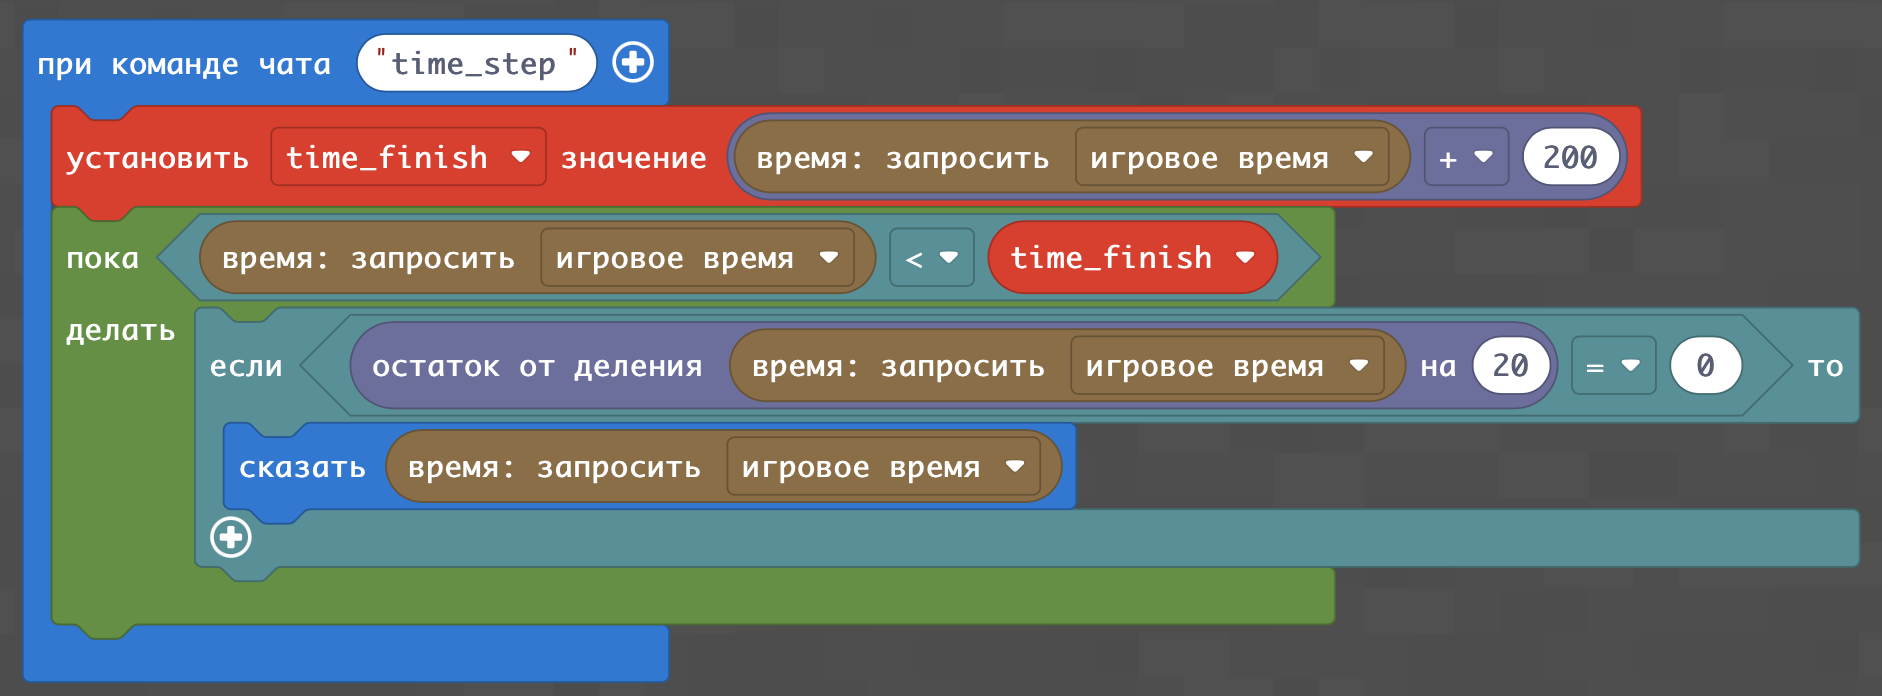 при команде чата "time_step"
установить time_finish значение время: запросить игровое время + 200
пока время: запросить игровое время < time_finish
делать
если остаток от деления время: запросить игровое время на 20 = 0 то
сказать время: запросить игровое время